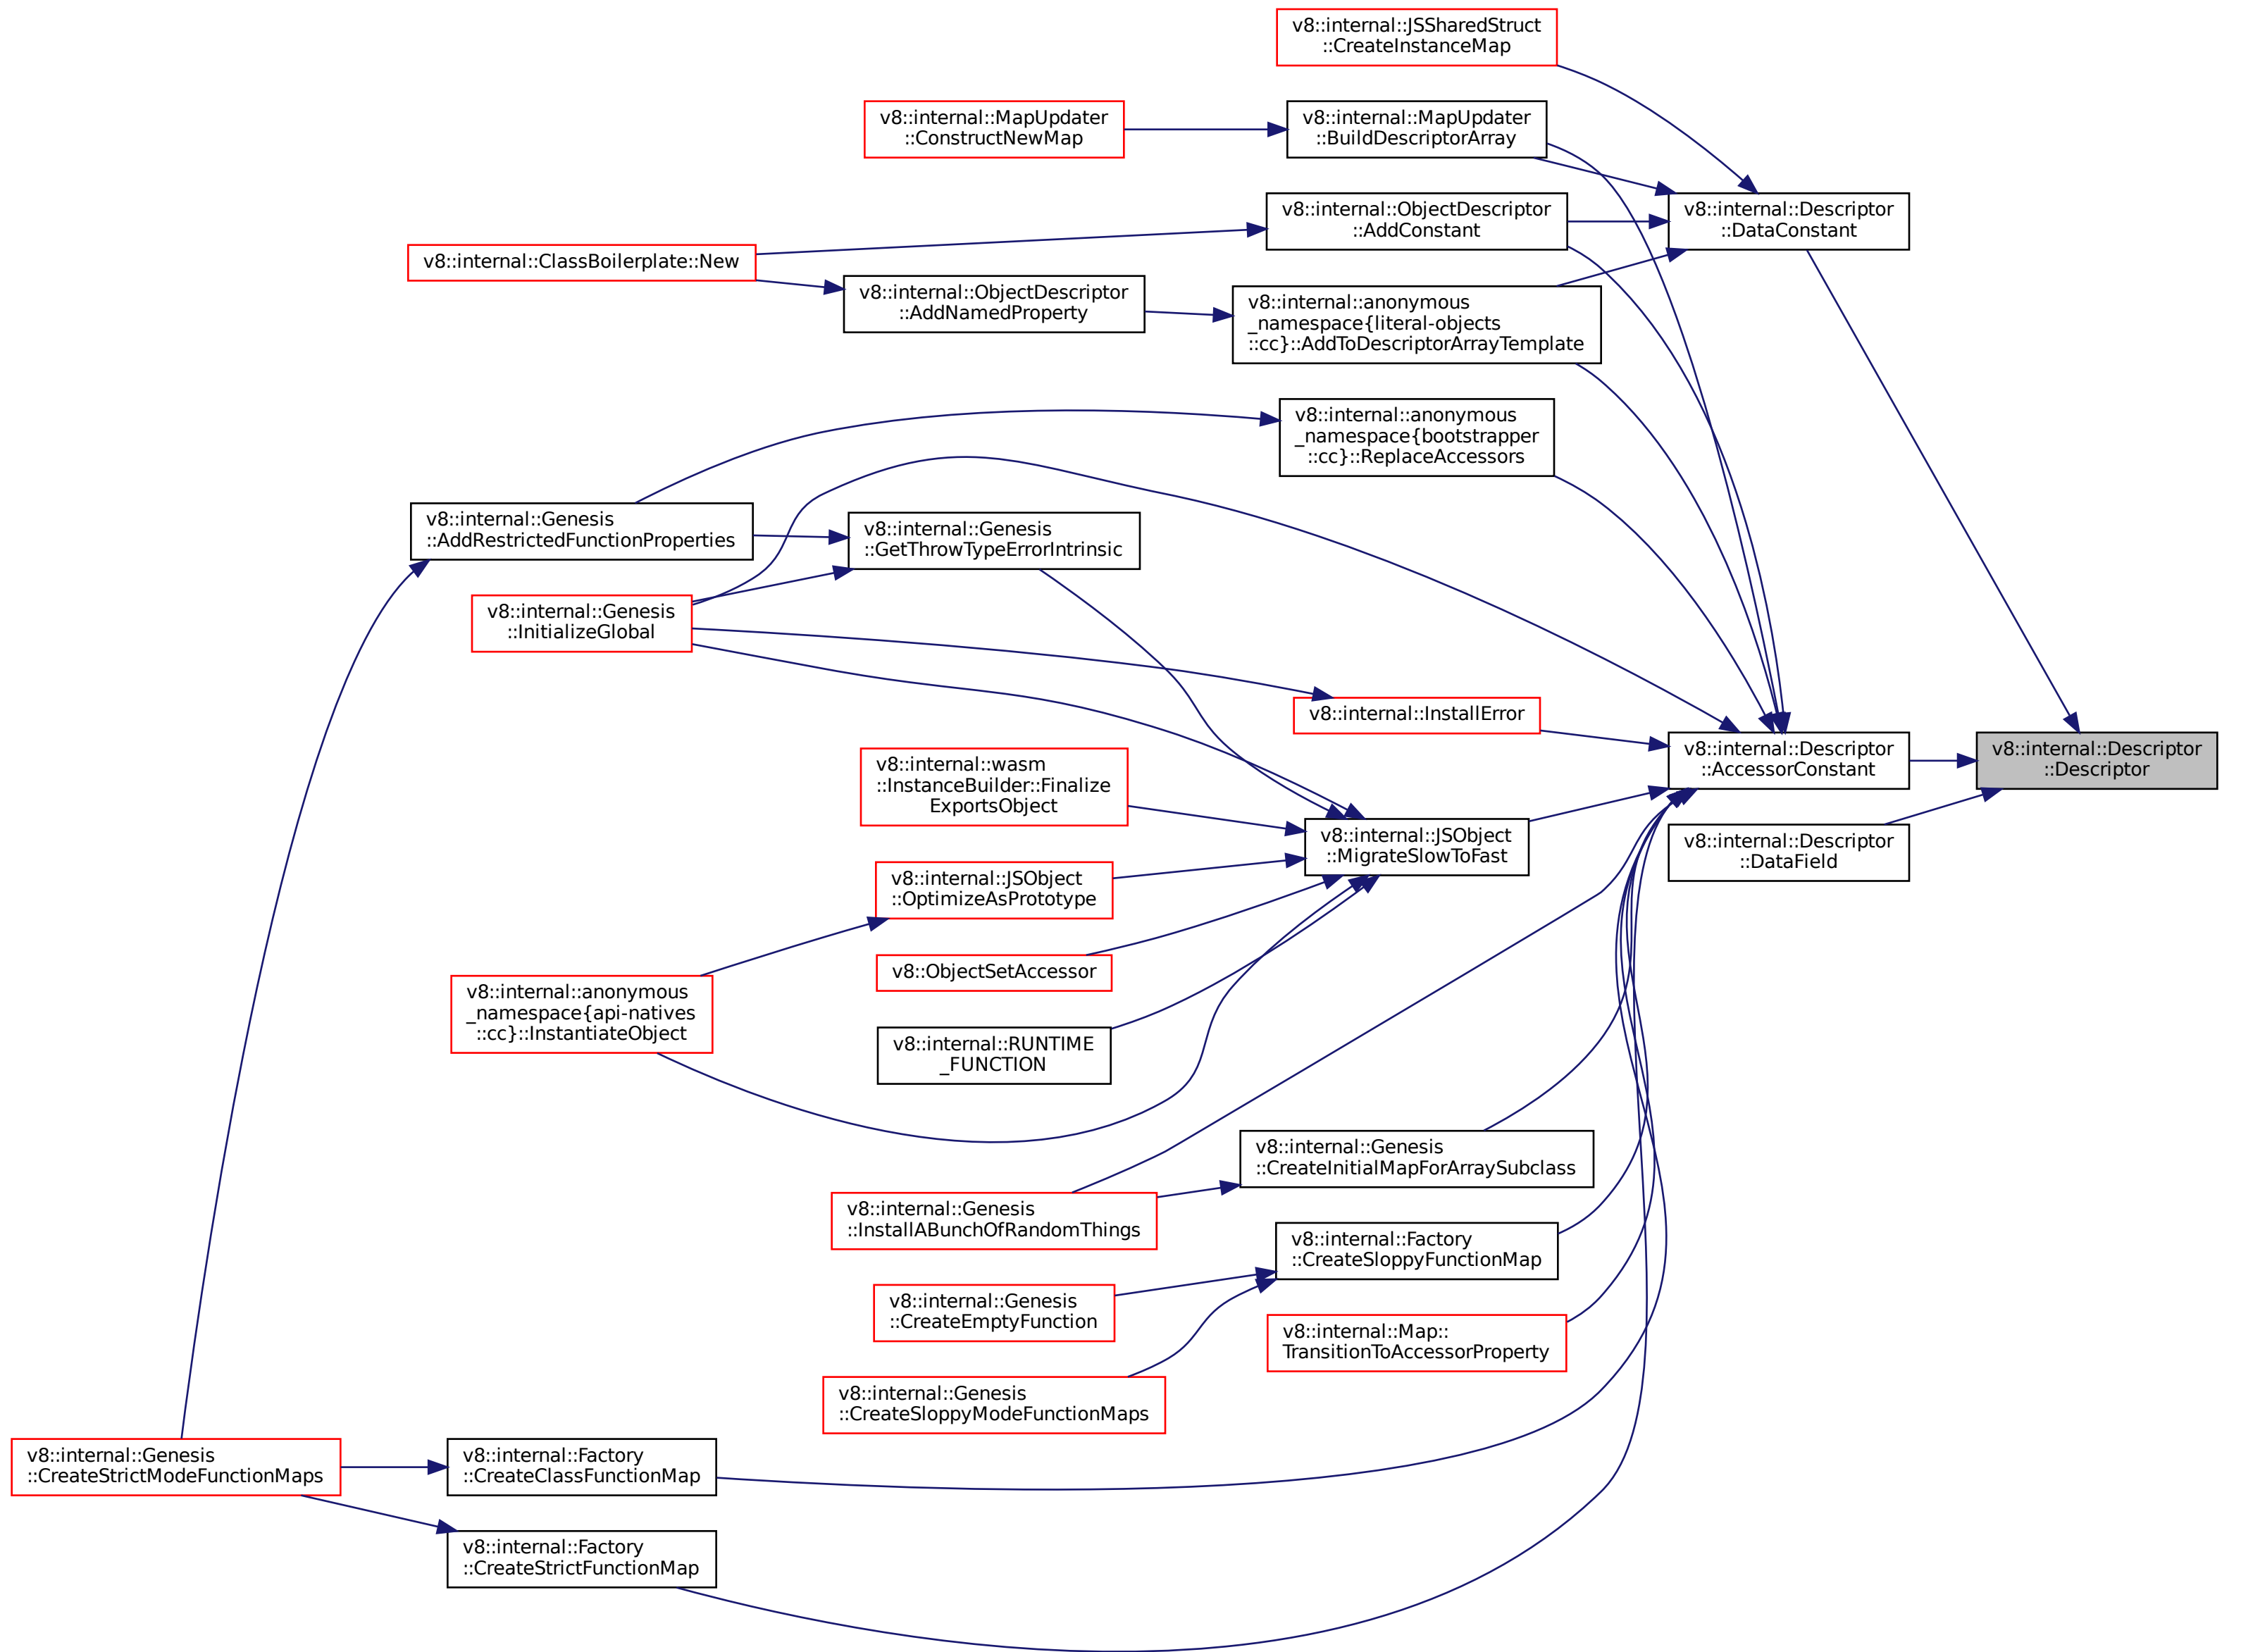 v8::internal::JSSharedStruct
::CreateInstanceMap
v8::internal::MapUpdater
::ConstructNewMap
v8::internal::MapUpdater
::BuildDescriptorArray
v8::internal::Descriptor
::DataConstant
v8::internal::ObjectDescriptor
::AddConstant
v8::internal::ClassBoilerplate::New
v8::internal::ObjectDescriptor
::AddNamedProperty
v8::internal::anonymous
_namespace{literal-objects
::cc}::AddToDescriptorArrayTemplate
v8::internal::anonymous
_namespace{bootstrapper
::cc}::ReplaceAccessors
v8::internal::Genesis
::AddRestrictedFunctionProperties
v8::internal::Genesis
::GetThrowTypeErrorIntrinsic
v8::internal::Genesis
::InitializeGlobal
v8::internal::InstallError
v8::internal::Descriptor
::AccessorConstant
v8::internal::Descriptor
::Descriptor
v8::internal::wasm
::InstanceBuilder::Finalize
ExportsObject
v8::internal::JSObject
::MigrateSlowToFast
v8::internal::Descriptor
::DataField
v8::internal::JSObject
::OptimizeAsPrototype
v8::ObjectSetAccessor
v8::internal::anonymous
_namespace{api-natives
::cc}::InstantiateObject
v8::internal::RUNTIME
_FUNCTION
v8::internal::Genesis
::CreateInitialMapForArraySubclass
v8::internal::Genesis
::InstallABunchOfRandomThings
v8::internal::Factory
::CreateSloppyFunctionMap
v8::internal::Genesis
::CreateEmptyFunction
v8::internal::Map::
TransitionToAccessorProperty
v8::internal::Genesis
::CreateSloppyModeFunctionMaps
v8::internal::Genesis
::CreateStrictModeFunctionMaps
v8::internal::Factory
::CreateClassFunctionMap
v8::internal::Factory
::CreateStrictFunctionMap